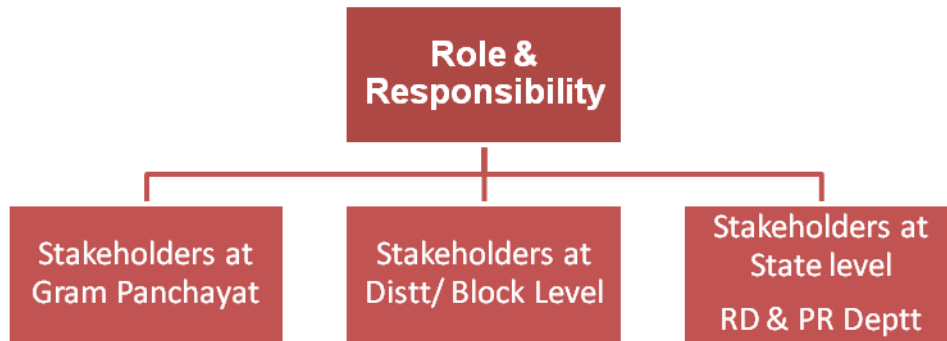 Role &
Responsibility
Stakeholders at
Gram Panchayat
Stakeholders at
Distt/ Block Level
Stakeholders at
State level
RD & PR Deptt